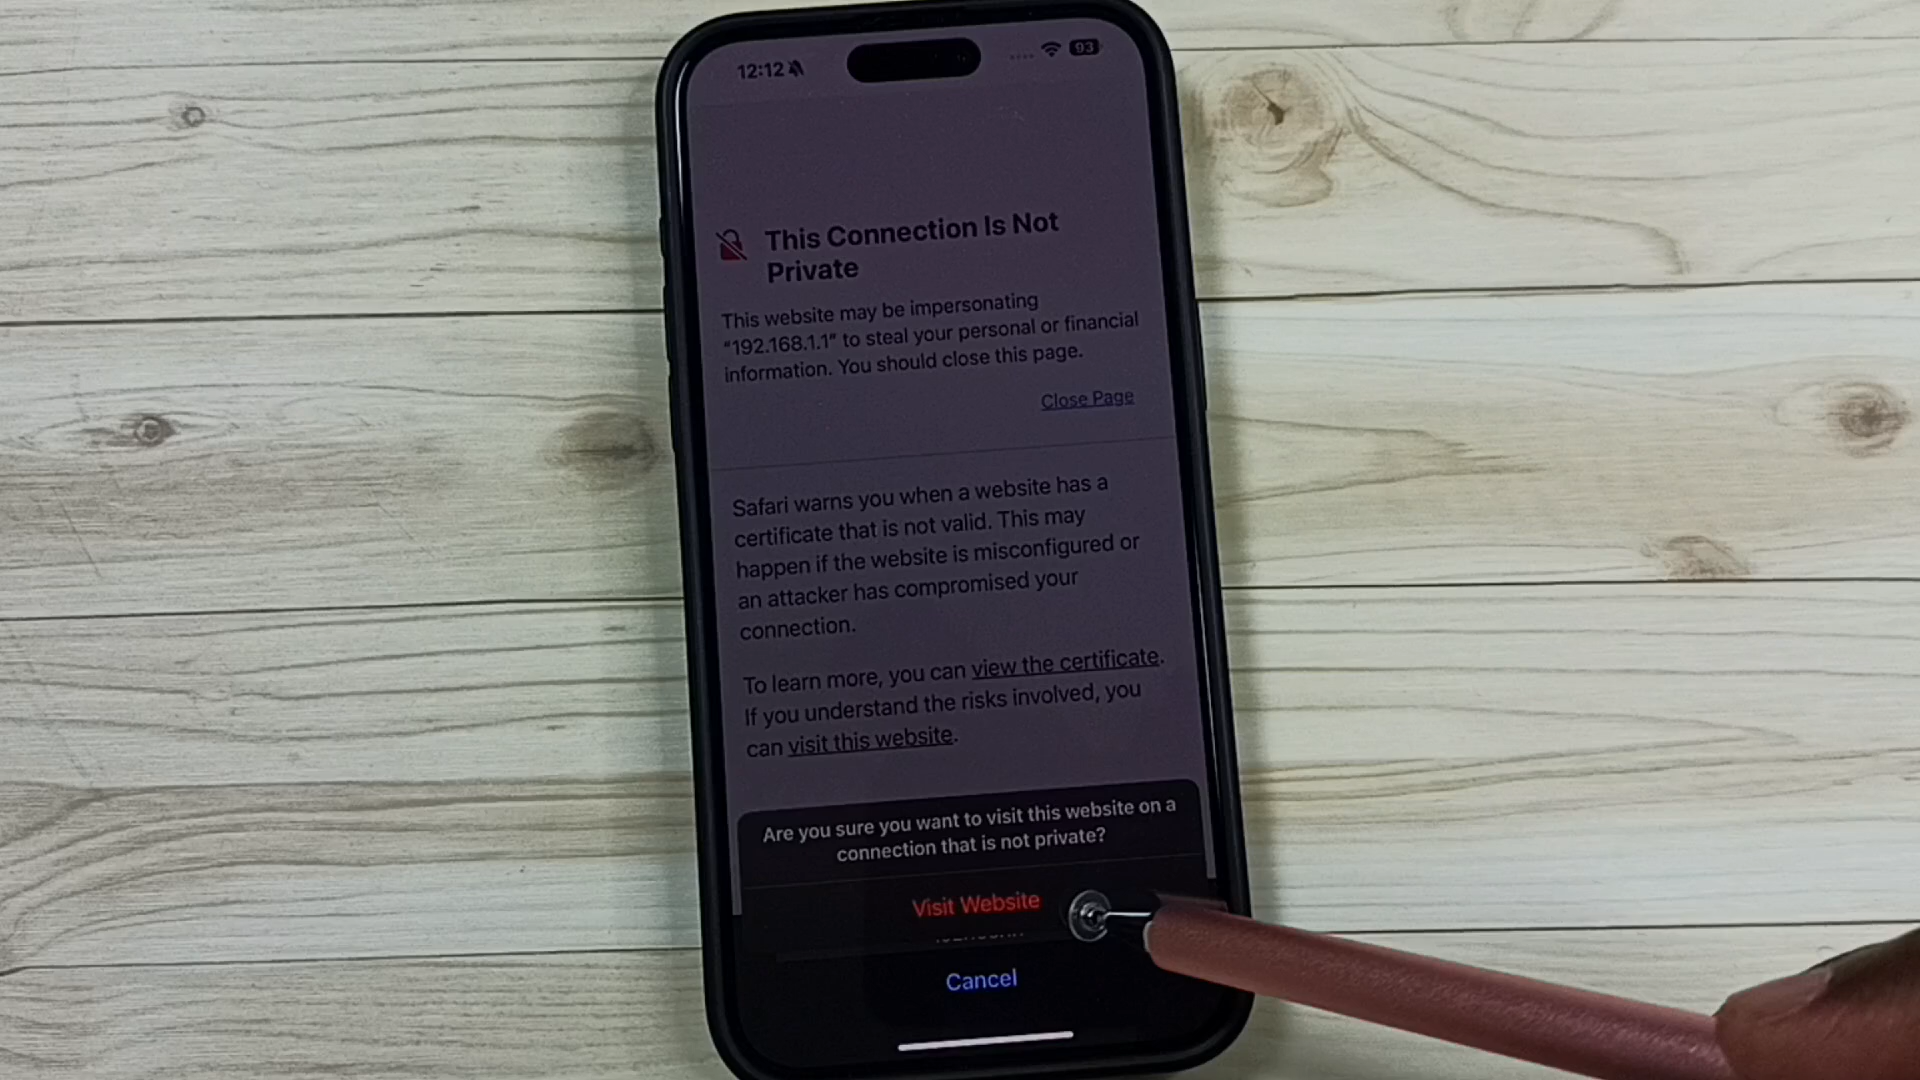 12:12
93
This Connection Is Not
Private
This website may be impersonating
“192.168.1.1” to steal your personal or financial
information. You should close this page.
Close Page
Safari warns you when a website has a
certificate that is not valid. This may
happen if the website is misconfigured or
an attacker has compromised your
connection.
To learn more, you can view the certificate.
If you understand the risks involved, you
can visit this website.
Are you sure you want to visit this website on a
connection that is not private?
Visit Website
Cancel